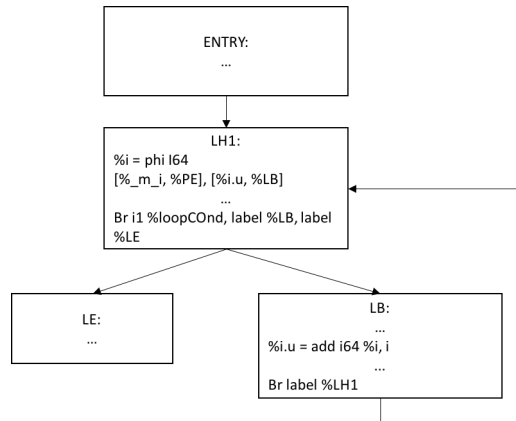 ENTRY:
...
LH1:
%i = phi I64
[%_m_i, %PE], [%i.u, %LB]
...
Br i1 %loopCOnd, label %LB, label
%LE
LE:
...
LB:
...
%i.u = add i64 %i, i
...
Br label %LH1